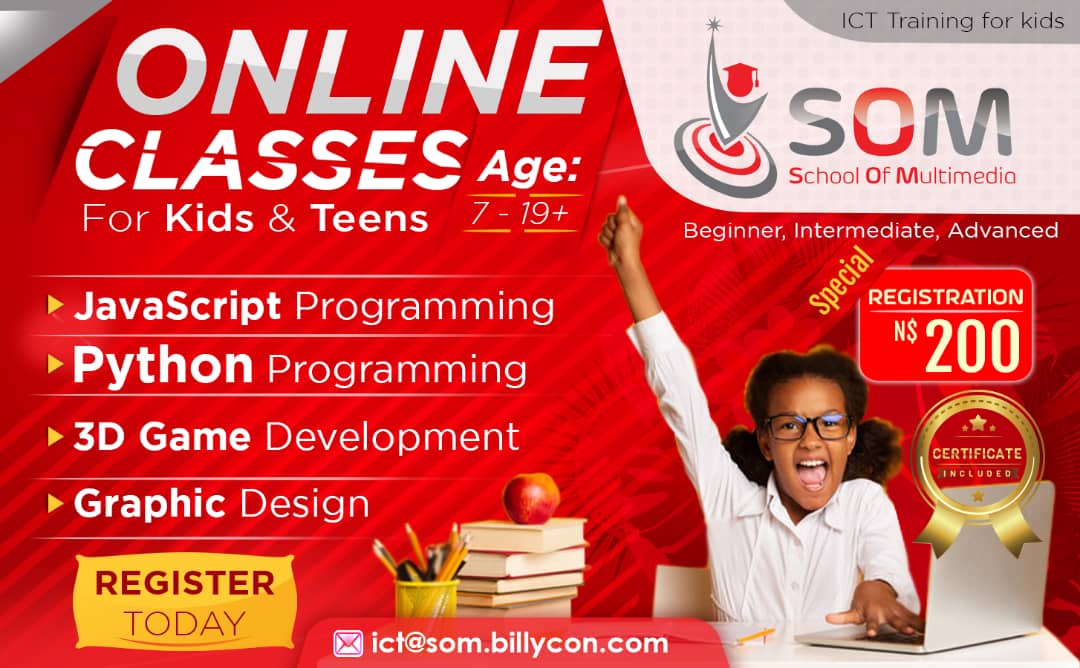 ONLINE
CLASSES
For Kids & Teens
Age:
7 - 19+
ICT Training for kids
SOM
School Of Multimedia
Beginner, Intermediate, Advanced
JavaScript Programming
Python Programming
3D Game Development
Graphic Design
Special
REGISTRATION
N$ 200
CERTIFICATE
INCLUDED
REGISTER
TODAY
ict@som.billycon.com